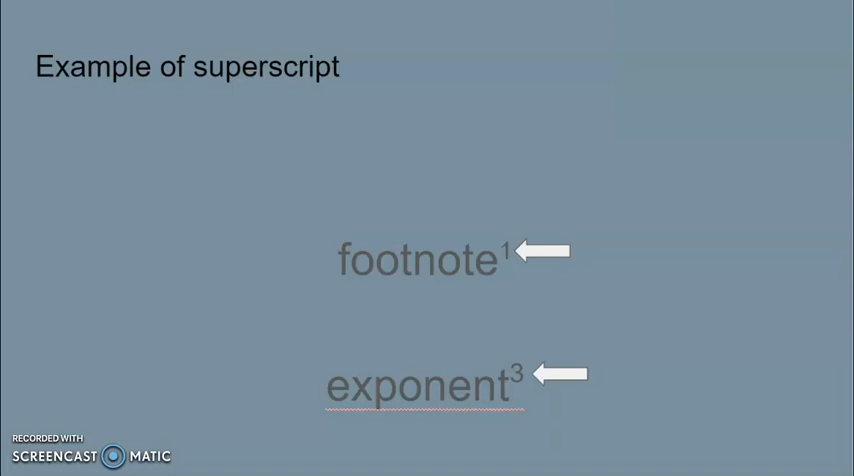 Example of superscript
footnote¹
exponent³
RECORDED WITH
SCREENCAST MATIC